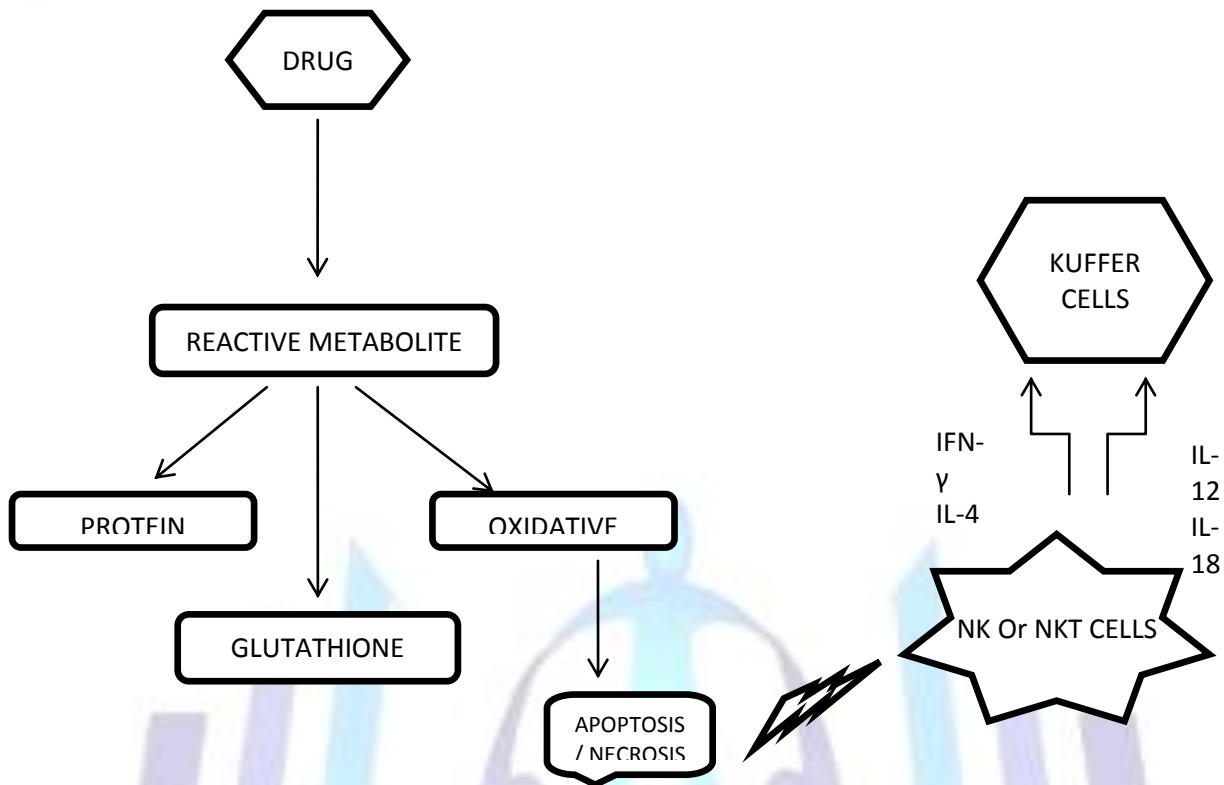 DRUG
KUFFER
CELLS
REACTIVE METABOLITE
IFN-
γ
IL-4
IL-
12
IL-
18
PROTEIN
OXIDATIVE
GLUTATHIONE
NK Or NKT CELLS
APOPTOSIS
/ NECROSIS